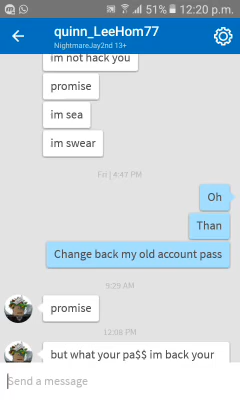 51% 12:20 p.m.
quinn_LeeHom77
NightmareJay2nd 13+
im not hack you
promise
im sea
im swear
Fri | 4:47 PM
Oh
Than
Change back my old account pass
9:29 AM
promise
12:08 PM
but what your pa$$ im back your
Send a message